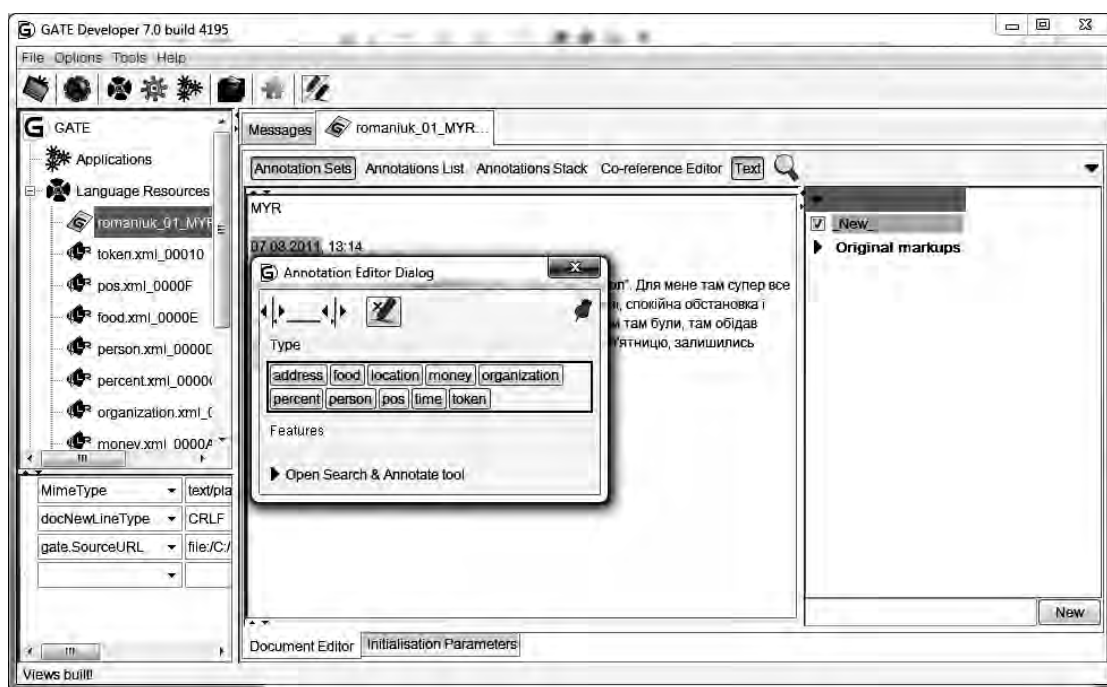 GATE Developer 7.0 build 4195
File Options Tools Help
GATE
Applications
Language Resources
romaniuk_01_MYR
token.xml_00010
pos.xml_0000F
food.xml_0000E
person.xml_0000D
percent.xml_0000
organization.xml_0
money.xml_0000A
MimeType text/pla
docNewLineType CRLF
gate.SourceURL file:/C:/
Messages romaniuk_01_MYR...
Annotation Sets Annotations List Annotations Stack Co-reference Editor Text
MYR
07.03.2011, 13:14
Для мене там супер все
спокійна обстановка і
там були, там обідав
залишились
Annotation Editor Dialog
Type
address food location money organization
percent person pos time token
Features
Open Search & Annotate tool
_New_
Original markups
New
Document Editor Initialisation Parameters
Views built!